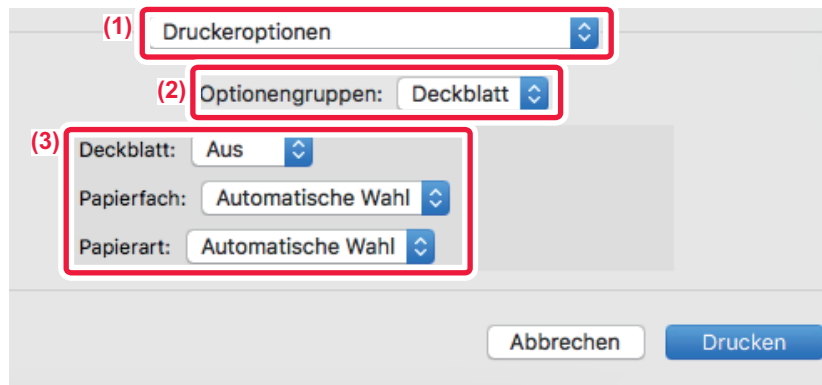 (1) Druckeroptionen
(2) Optionengruppen: Deckblatt
(3) Deckblatt: Aus
Papierfach: Automatische Wahl
Papierart: Automatische Wahl
Abbrechen Drucken